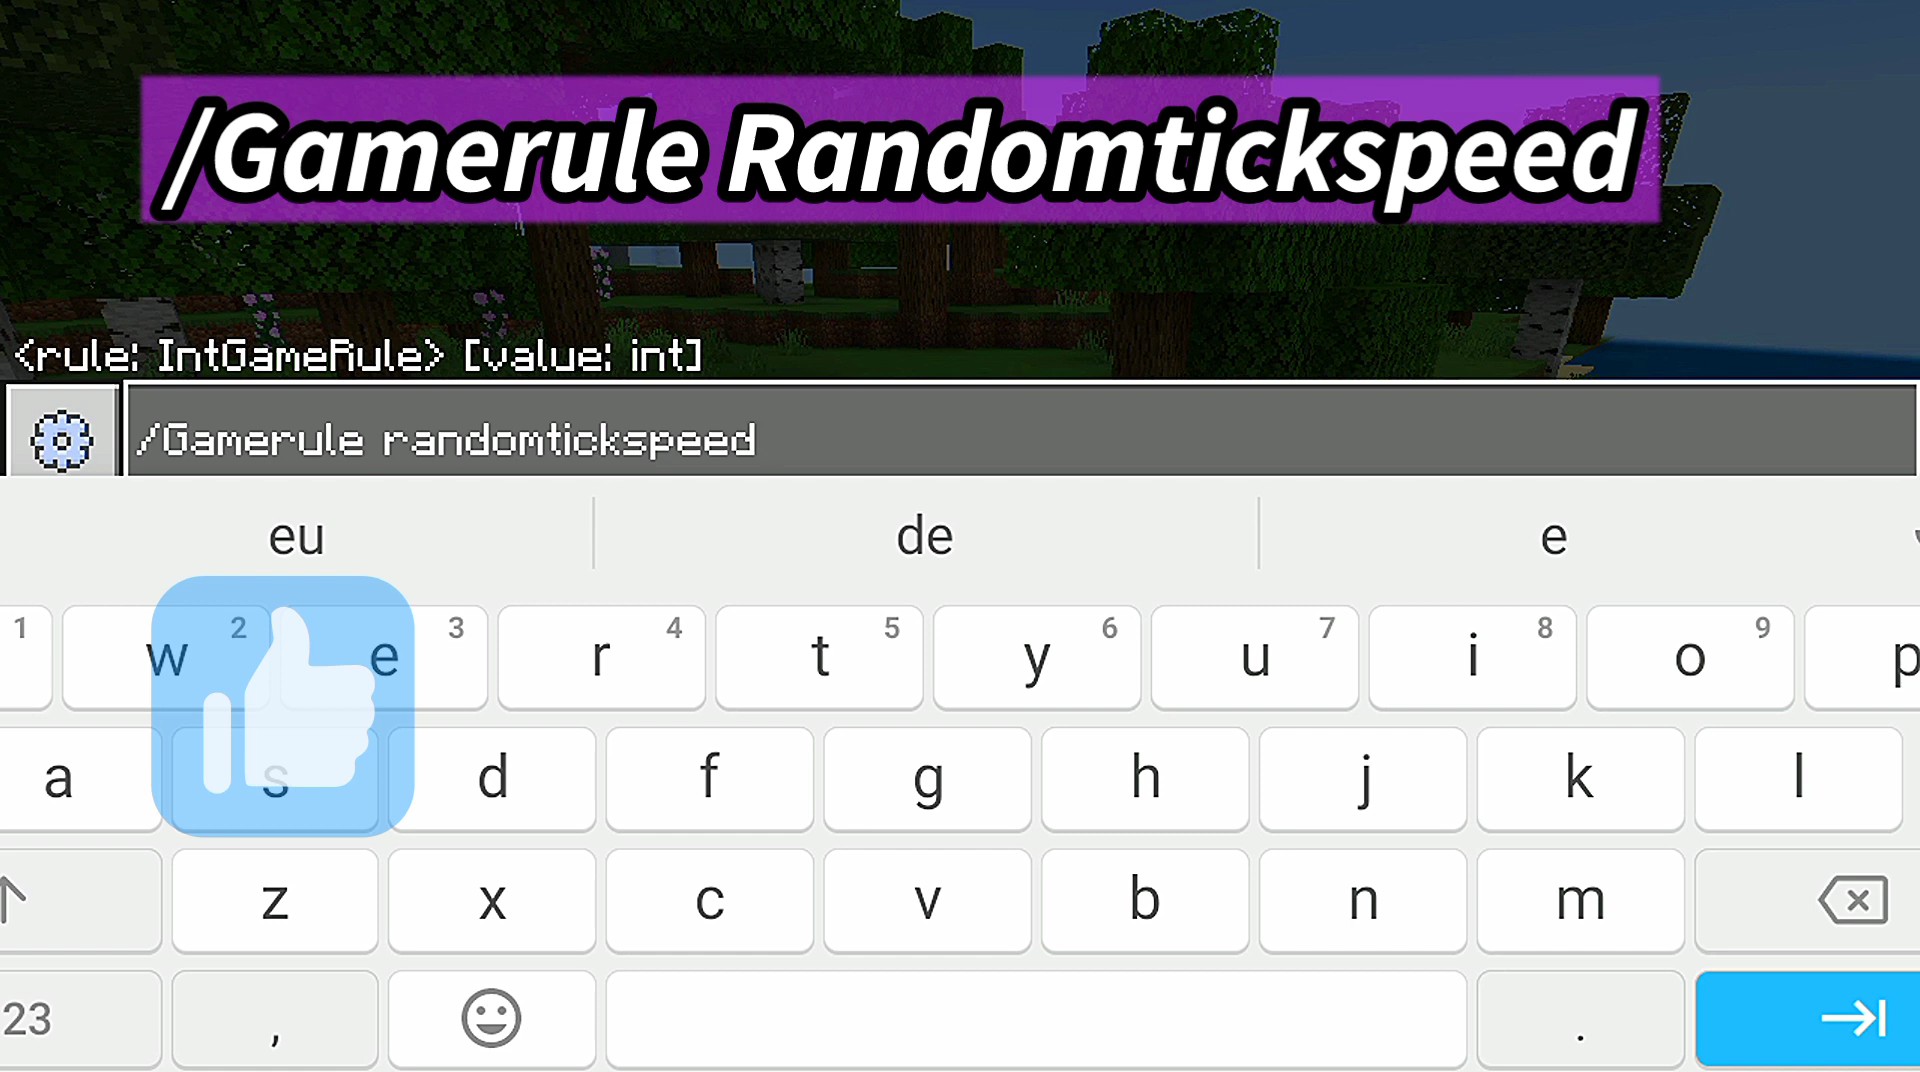 /Gamerule Randomtickspeed
<rule: IntGameRule> [value: int]
/Gamerule randomtickspeed
eu de e
1 w 2 e 3 r 4 t 5 y 6 u 7 i 8 o 9 p
a s d f g h j k l
z x c v b n m
23 , .